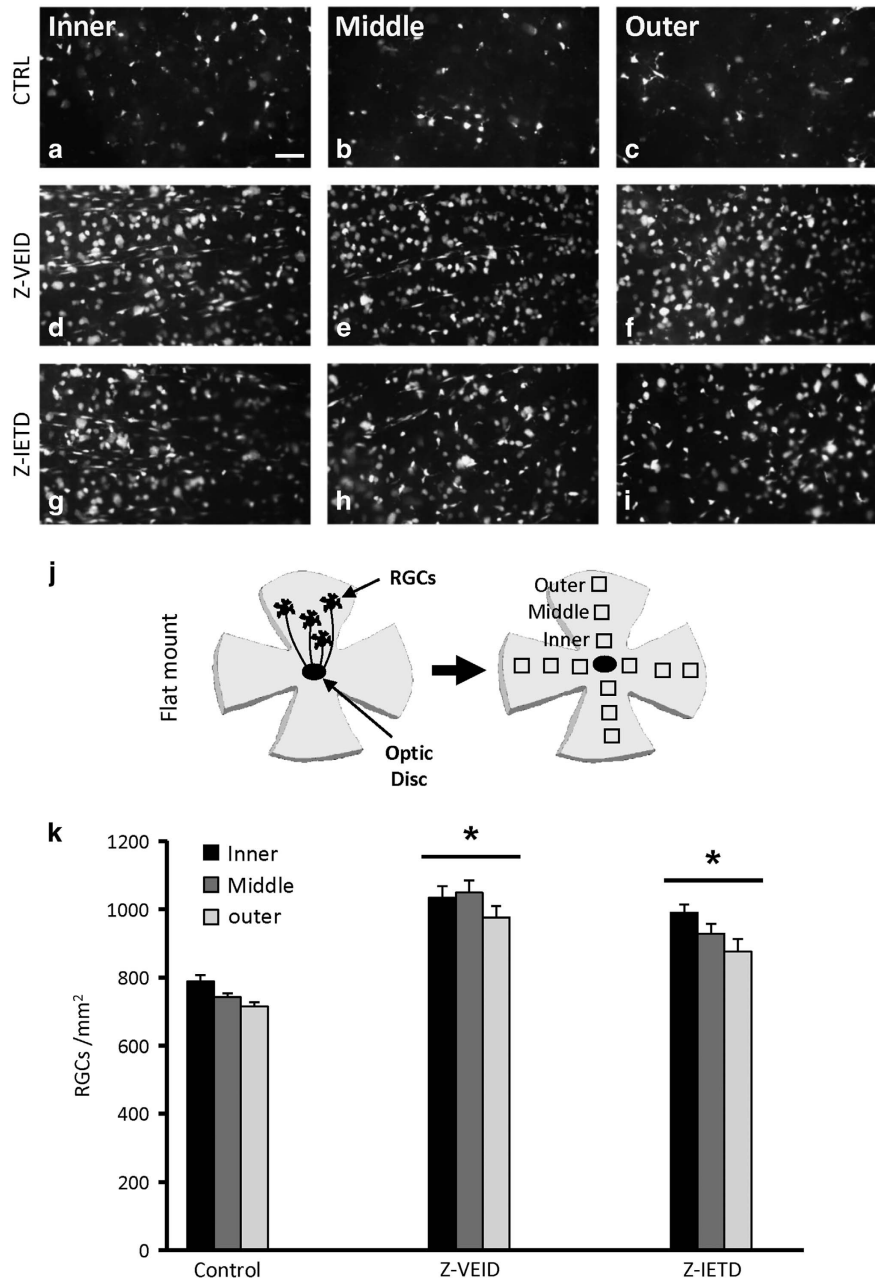 Inner Middle Outer
CTRL
a b c
Z-VEID
d e f
Z-IETD
g h i
j
Flat mount
RGCs
Optic
Disc
Outer
Middle
Inner
k
RGCs /mm²
1200
1000
800
600
400
200
0
Inner
Middle
outer
*
*
Control Z-VEID Z-IETD